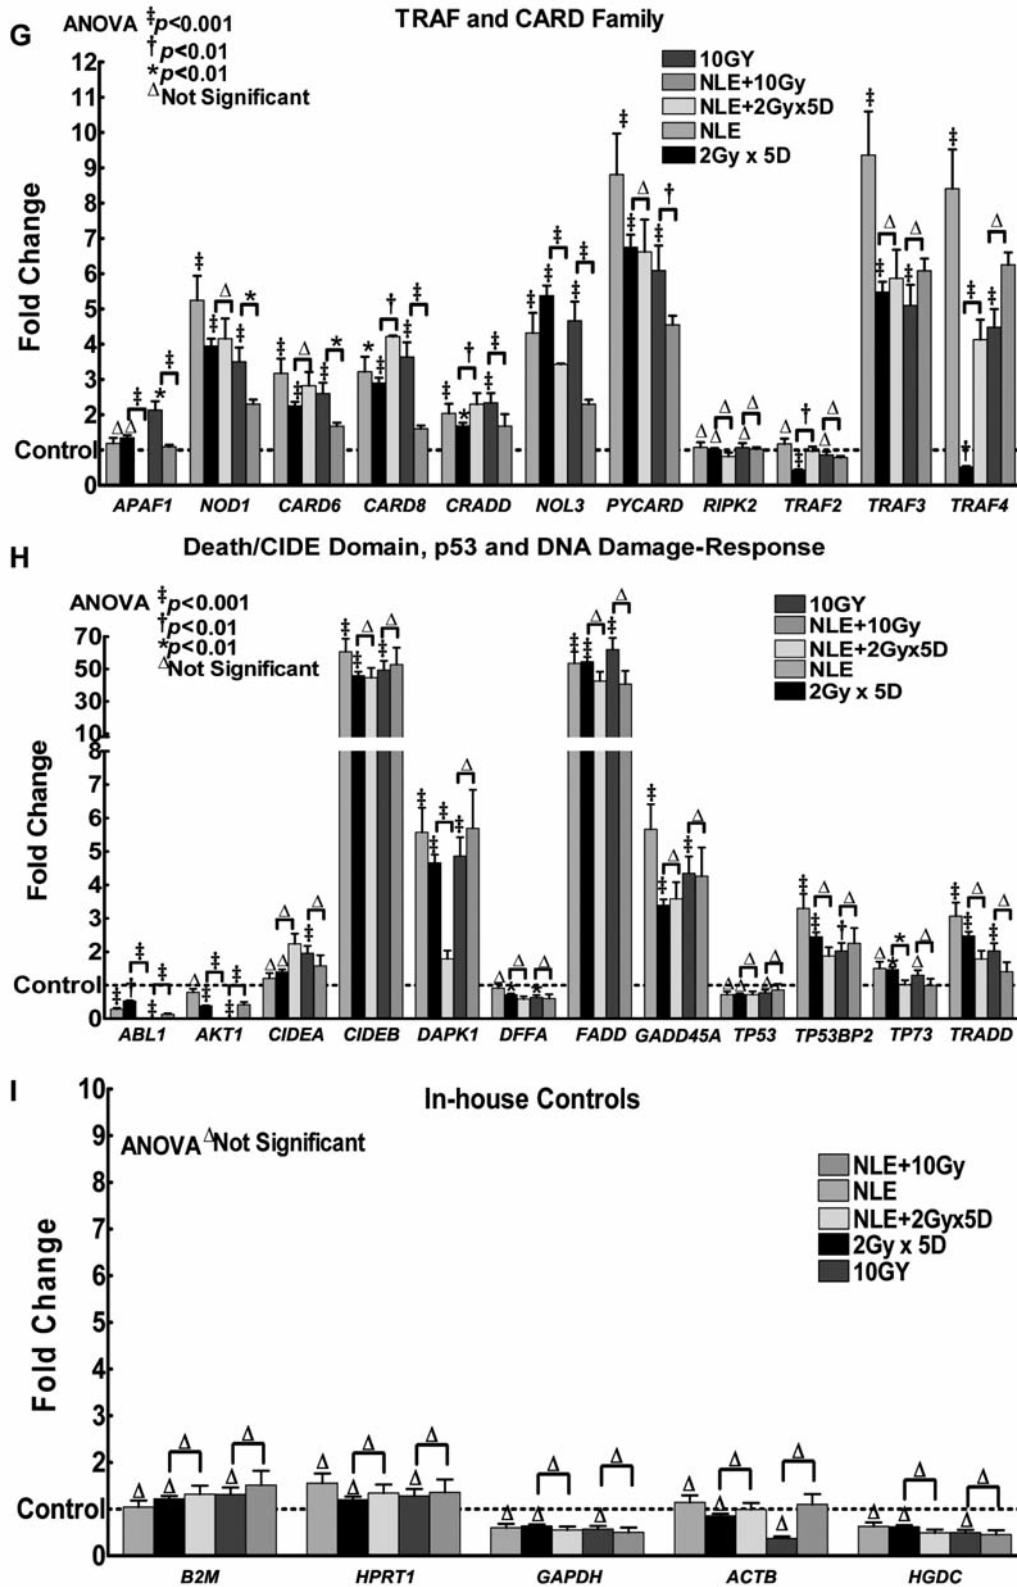 G
TRAF and CARD Family
ANOVA ‡p<0.001
†p<0.01
*p<0.01
ΔNot Significant
10GY
NLE+10Gy
NLE+2Gyx5D
NLE
2Gy x 5D
Fold Change
12
11
10
9
8
7
6
5
4
3
2
Control
0
‡ ‡ ‡ ‡ ‡ Δ † ‡ Δ Δ ‡ ‡ Δ
APAF1 NOD1 CARD6 CARD8 CRADD NOL3 PYCARD RIPK2 TRAF2 TRAF3 TRAF4
H
Death/CIDE Domain, p53 and DNA Damage-Response
ANOVA ‡p<0.001
†p<0.01
*p<0.01
ΔNot Significant
10GY
NLE+10Gy
NLE+2Gyx5D
NLE
2Gy x 5D
Fold Change
70
50
30
10
8
7
6
5
4
3
2
Control
0
ABL1 AKT1 CIDEA CIDEB DAPK1 DFFA FADD GADD45A TP53 TP53BP2 TP73 TRADD
I
In-house Controls
ANOVA ΔNot Significant
NLE+10Gy
NLE
NLE+2Gyx5D
2Gy x 5D
10GY
Fold Change
10
9
8
7
6
5
4
3
2
Control
0
Δ Δ Δ Δ Δ Δ Δ Δ Δ Δ
B2M HPRT1 GAPDH ACTB HGDC